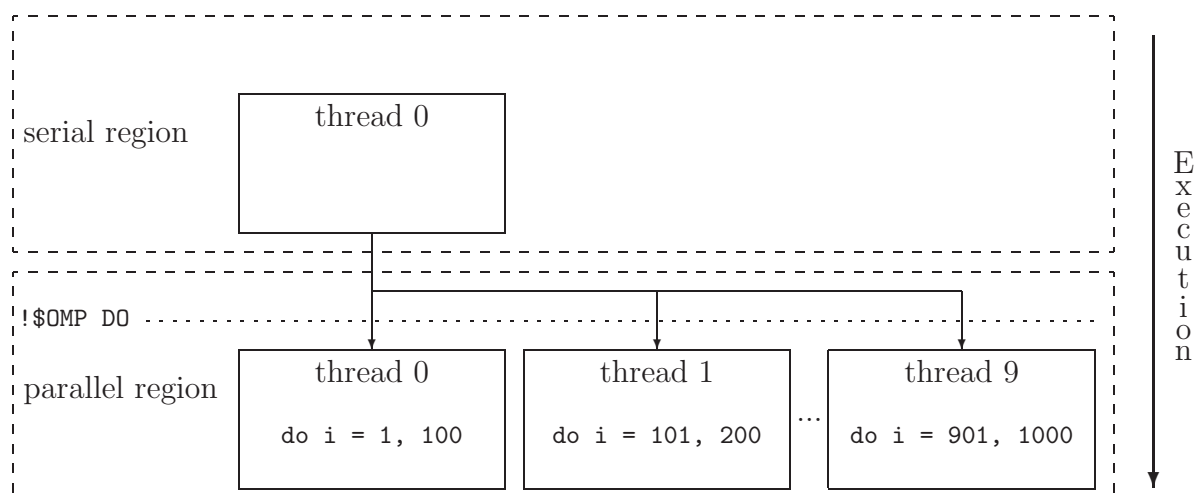 thread 0
serial region
Execution
!$OMP DO
thread 0
thread 1
thread 9
parallel region
do i = 1, 100
do i = 101, 200
...
do i = 901, 1000